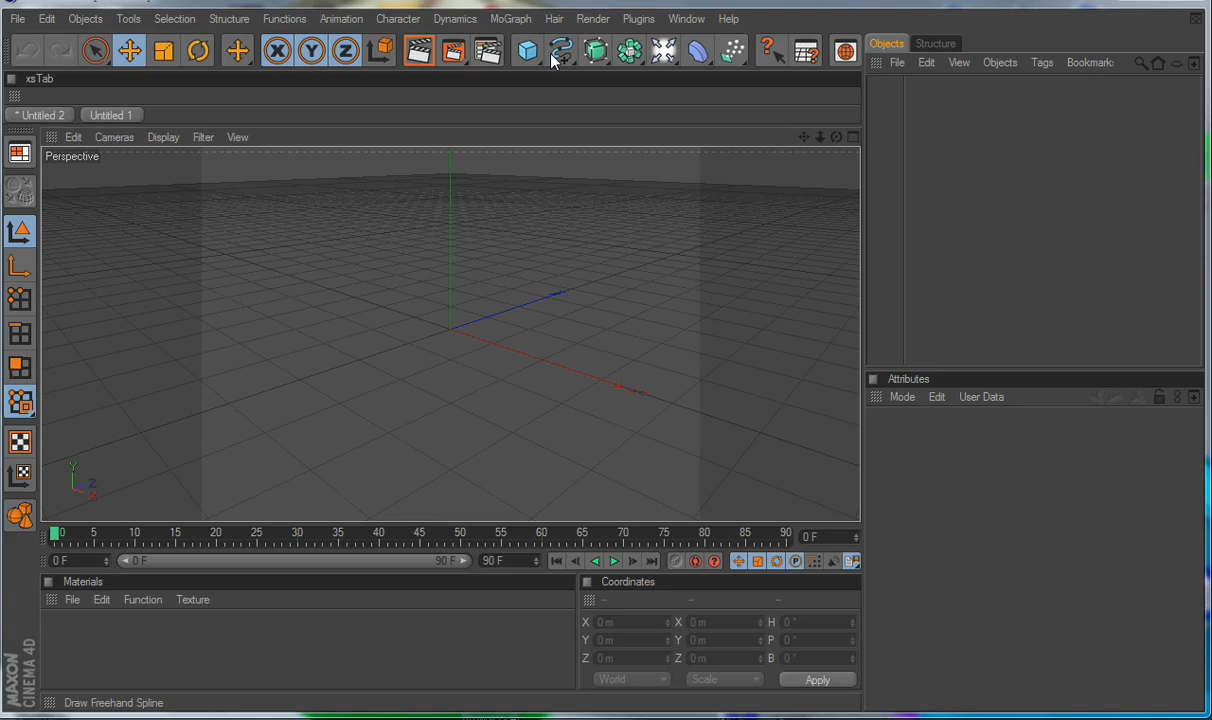 File Edit Objects Tools Selection Structure Functions Animation Character Dynamics MoGraph Hair Render Plugins Window Help
X Y Z
Objects Structure
File Edit View Objects Tags Bookmarks
xsTab
* Untitled 2 Untitled 1
Edit Cameras Display Filter View
Perspective
Attributes
Mode Edit User Data
Y
Z
X
0 5 10 15 20 25 30 35 40 45 50 55 60 65 70 75 80 85 90 0 F
0 F 0 F 90 F 90 F P
Materials
File Edit Function Texture
Coordinates
X 0 m X 0 m H 0 °
Y 0 m Y 0 m P 0 °
Z 0 m Z 0 m B 0 °
World Scale Apply
MAXON
CINEMA 4D
Draw Freehand Spline